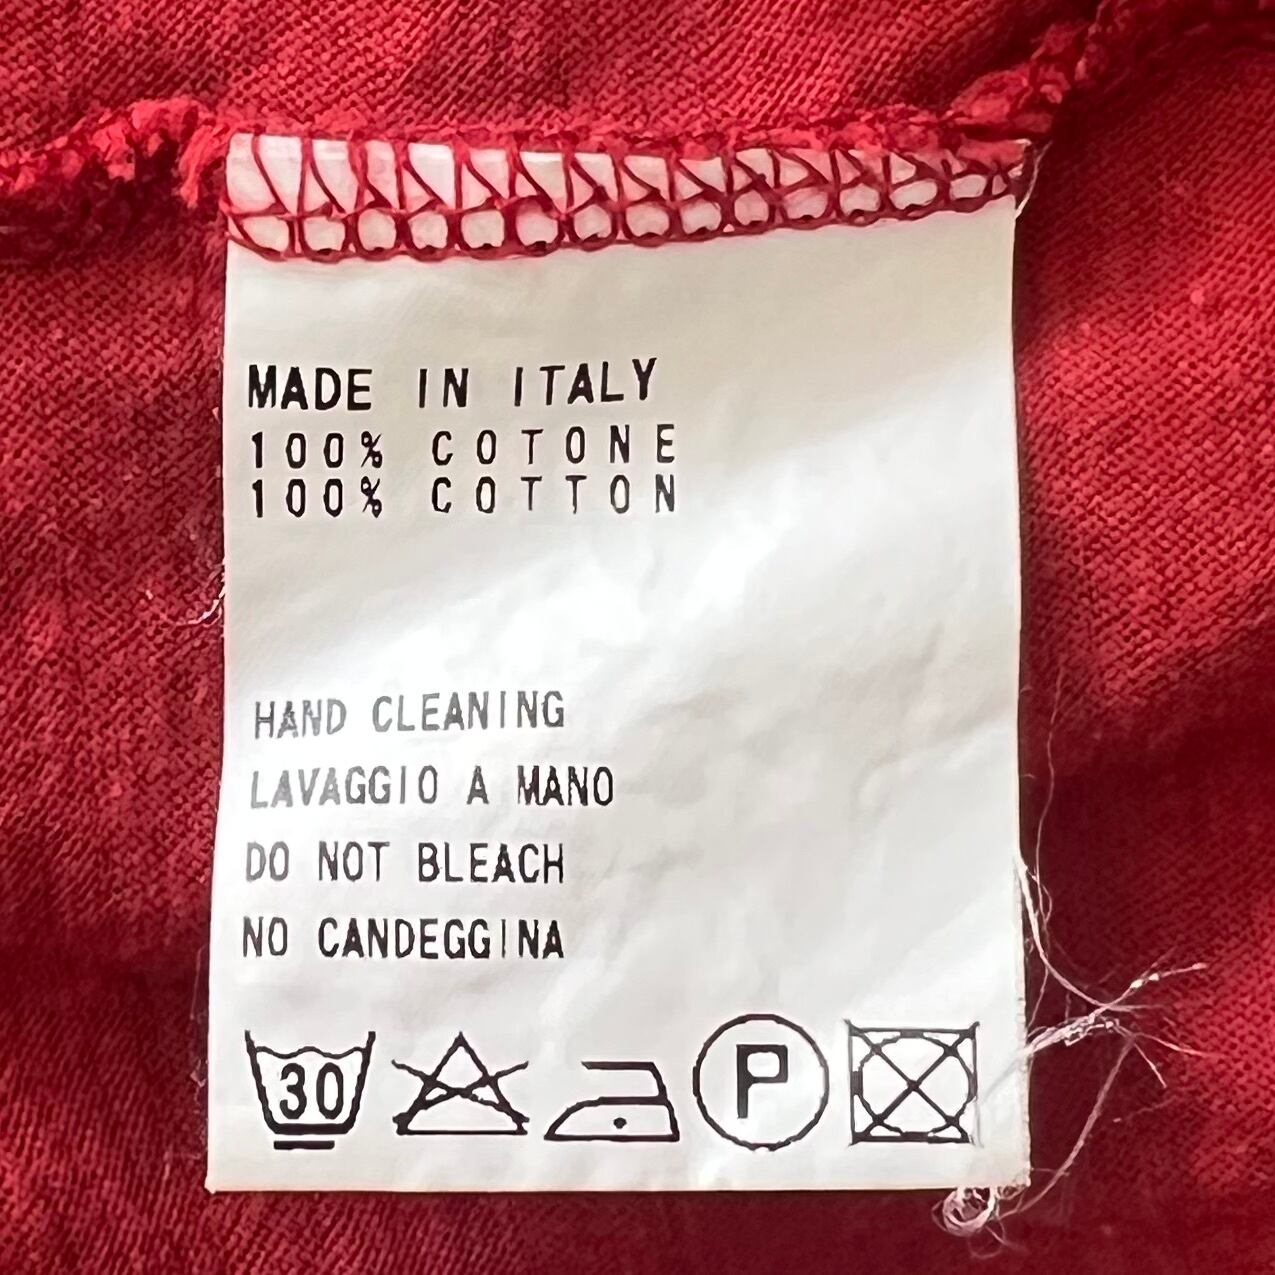 MADE IN ITALY
100% COTONE
100% COTTON
HAND CLEANING
LAVAGGIO A MANO
DO NOT BLEACH
NO CANDEGGINA
30 P